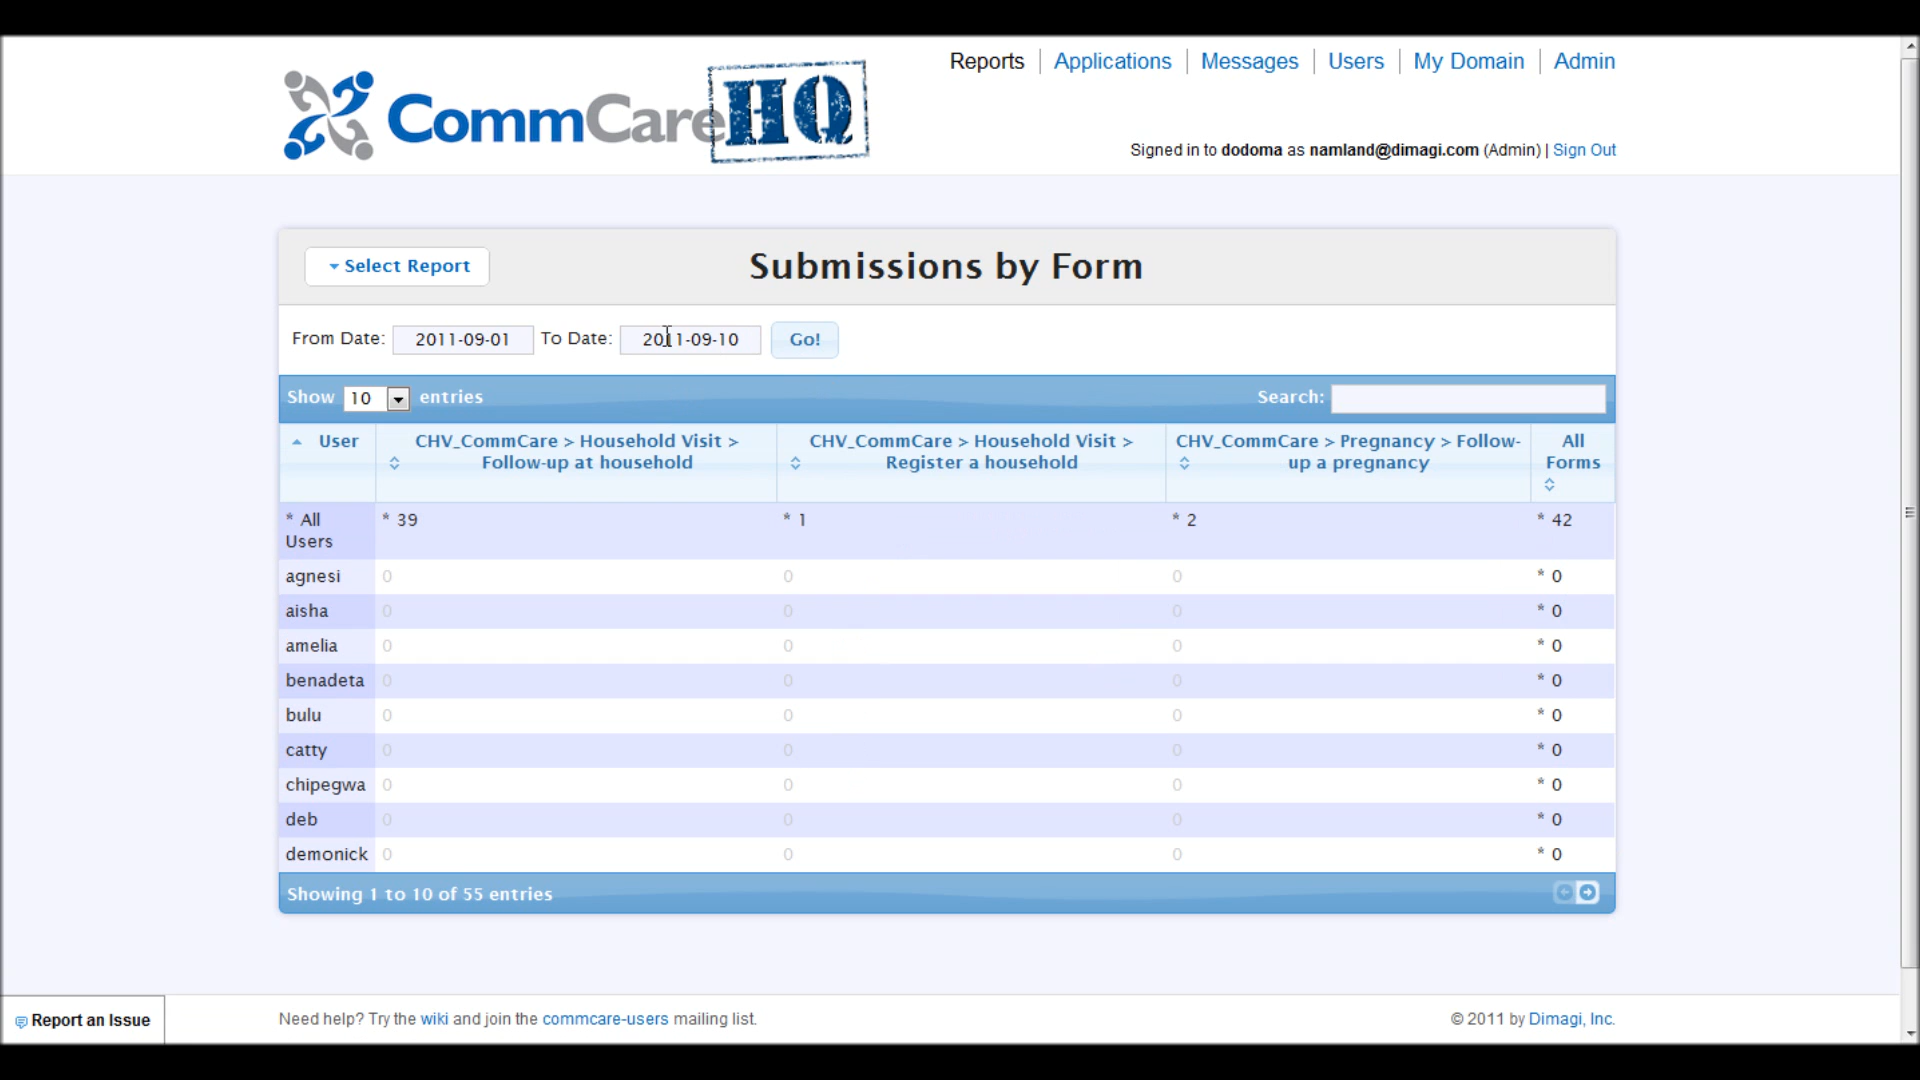 Reports Applications Messages Users My Domain Admin
CommCareHQ
Signed in to dodoma as namland@dimagi.com (Admin) | Sign Out
Select Report
Submissions by Form
From Date: 2011-09-01 To Date: 2011-09-10 Go!
Show 10 entries Search:
User CHV_CommCare > Household Visit > CHV_CommCare > Household Visit > CHV_CommCare > Pregnancy > Follow- All
Follow-up at household Register a household up a pregnancy Forms
* All * 39 * 1 * 2 * 42
Users
agnesi 0 0 0 * 0
aisha 0 0 0 * 0
amelia 0 0 0 * 0
benadeta 0 0 0 * 0
bulu 0 0 0 * 0
catty 0 0 0 * 0
chipegwa 0 0 0 * 0
deb 0 0 0 * 0
demonick 0 0 0 * 0
Showing 1 to 10 of 55 entries
Report an Issue
Need help? Try the wiki and join the commcare-users mailing list.
© 2011 by Dimagi, Inc.